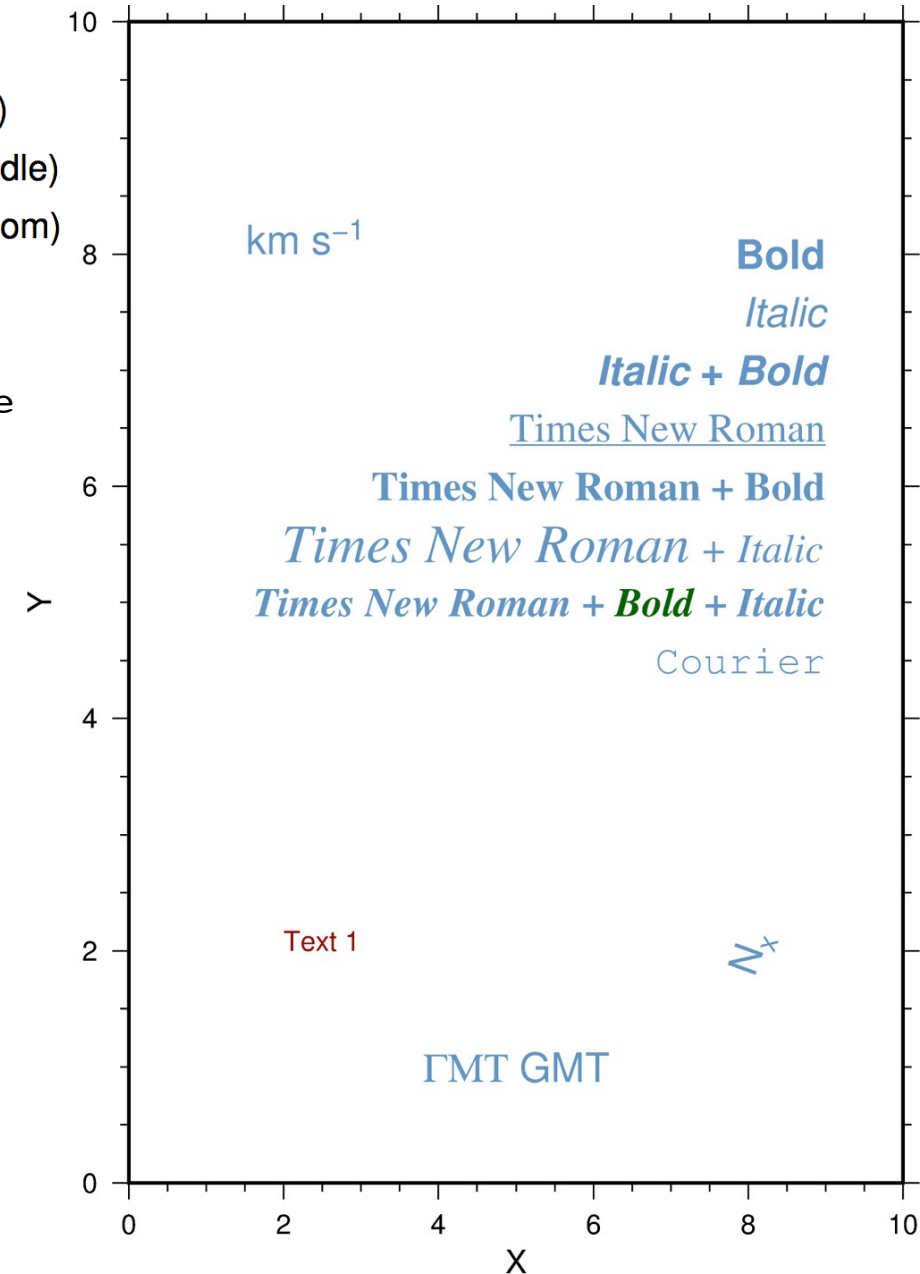 10
)
dle)
om)
km s⁻¹
8
Bold
Italic
Italic + Bold
e
Times New Roman
6
Times New Roman + Bold
Times New Roman + Italic
Y
Times New Roman + Bold + Italic
Courier
4
Text 1
2
Nˣ
ΓΜΤ GMT
0
0 2 4 6 8 10
X